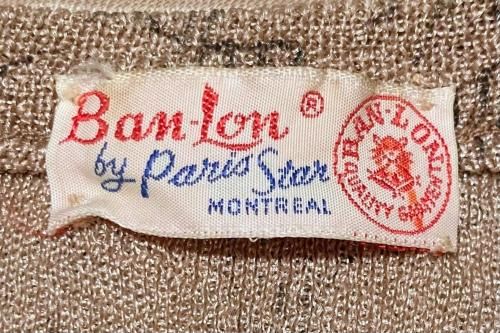 Ban-Lon ®
by Paris Star
MONTREAL
BAN-LON
QUALITY GARMENT